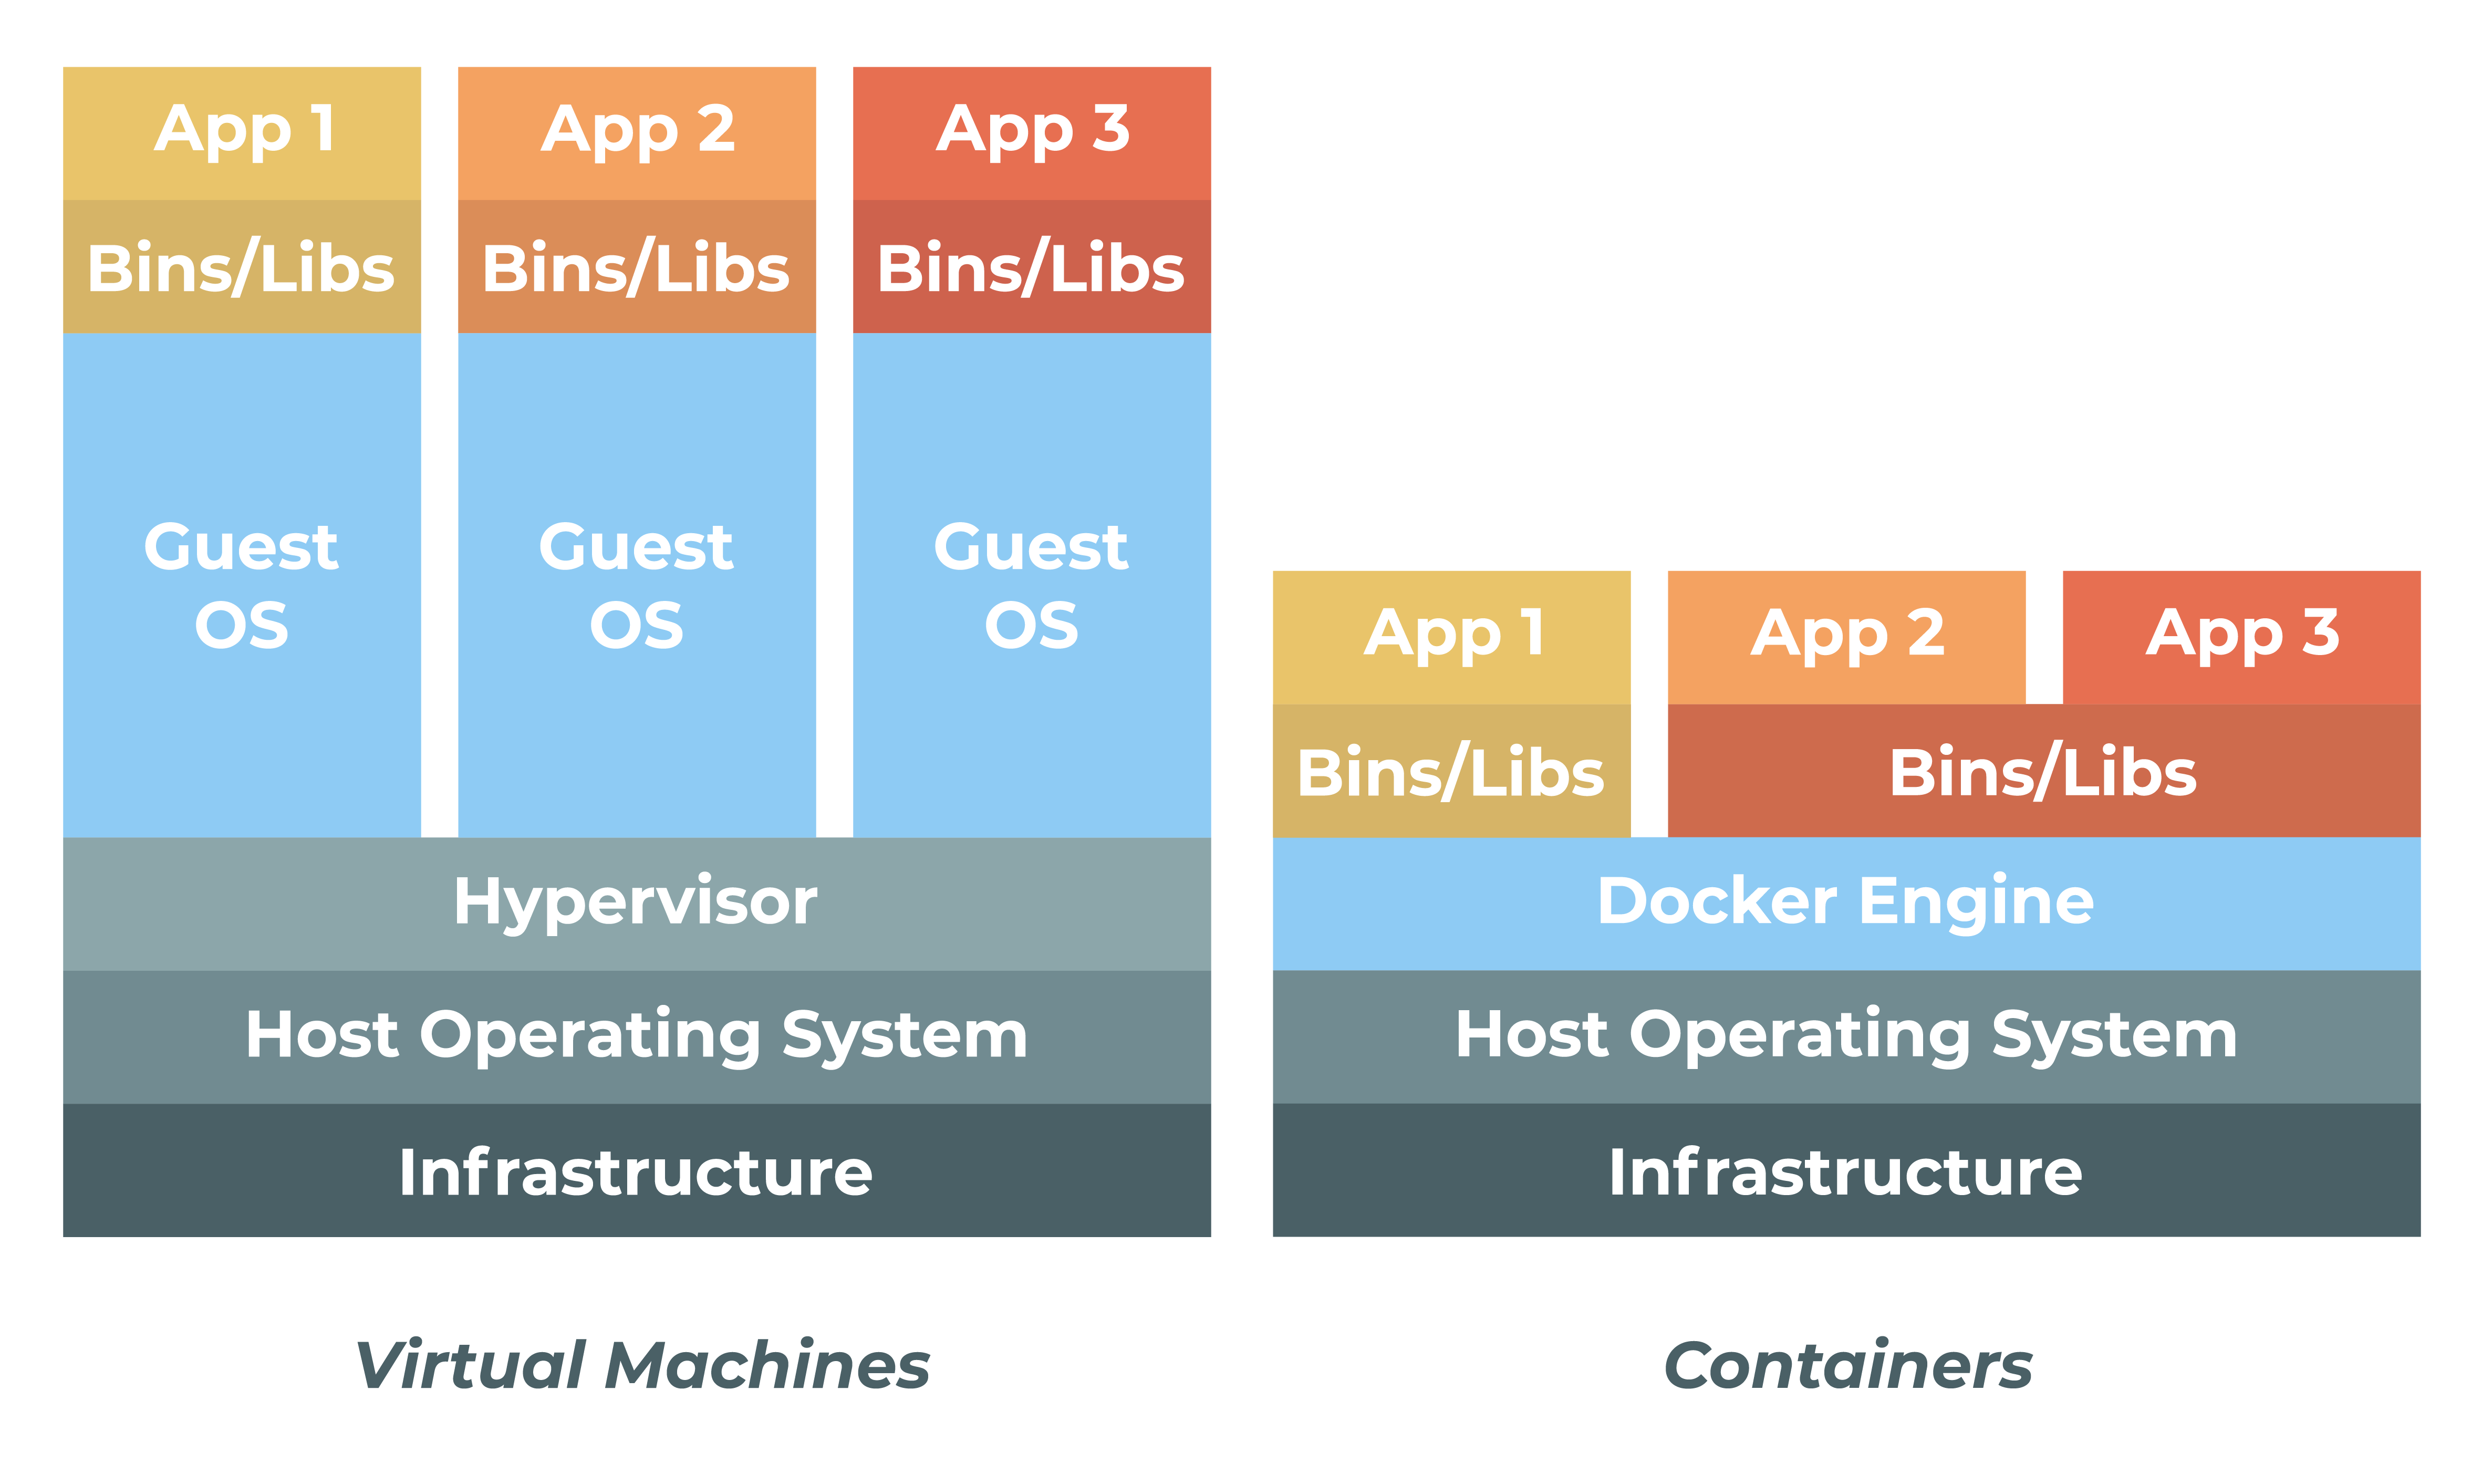 App 1
App 2
App 3
Bins/Libs
Bins/Libs
Bins/Libs
Guest
OS
Guest
OS
Guest
OS
Hypervisor
Host Operating System
Infrastructure
Virtual Machines
App 1
App 2
App 3
Bins/Libs
Bins/Libs
Docker Engine
Host Operating System
Infrastructure
Containers